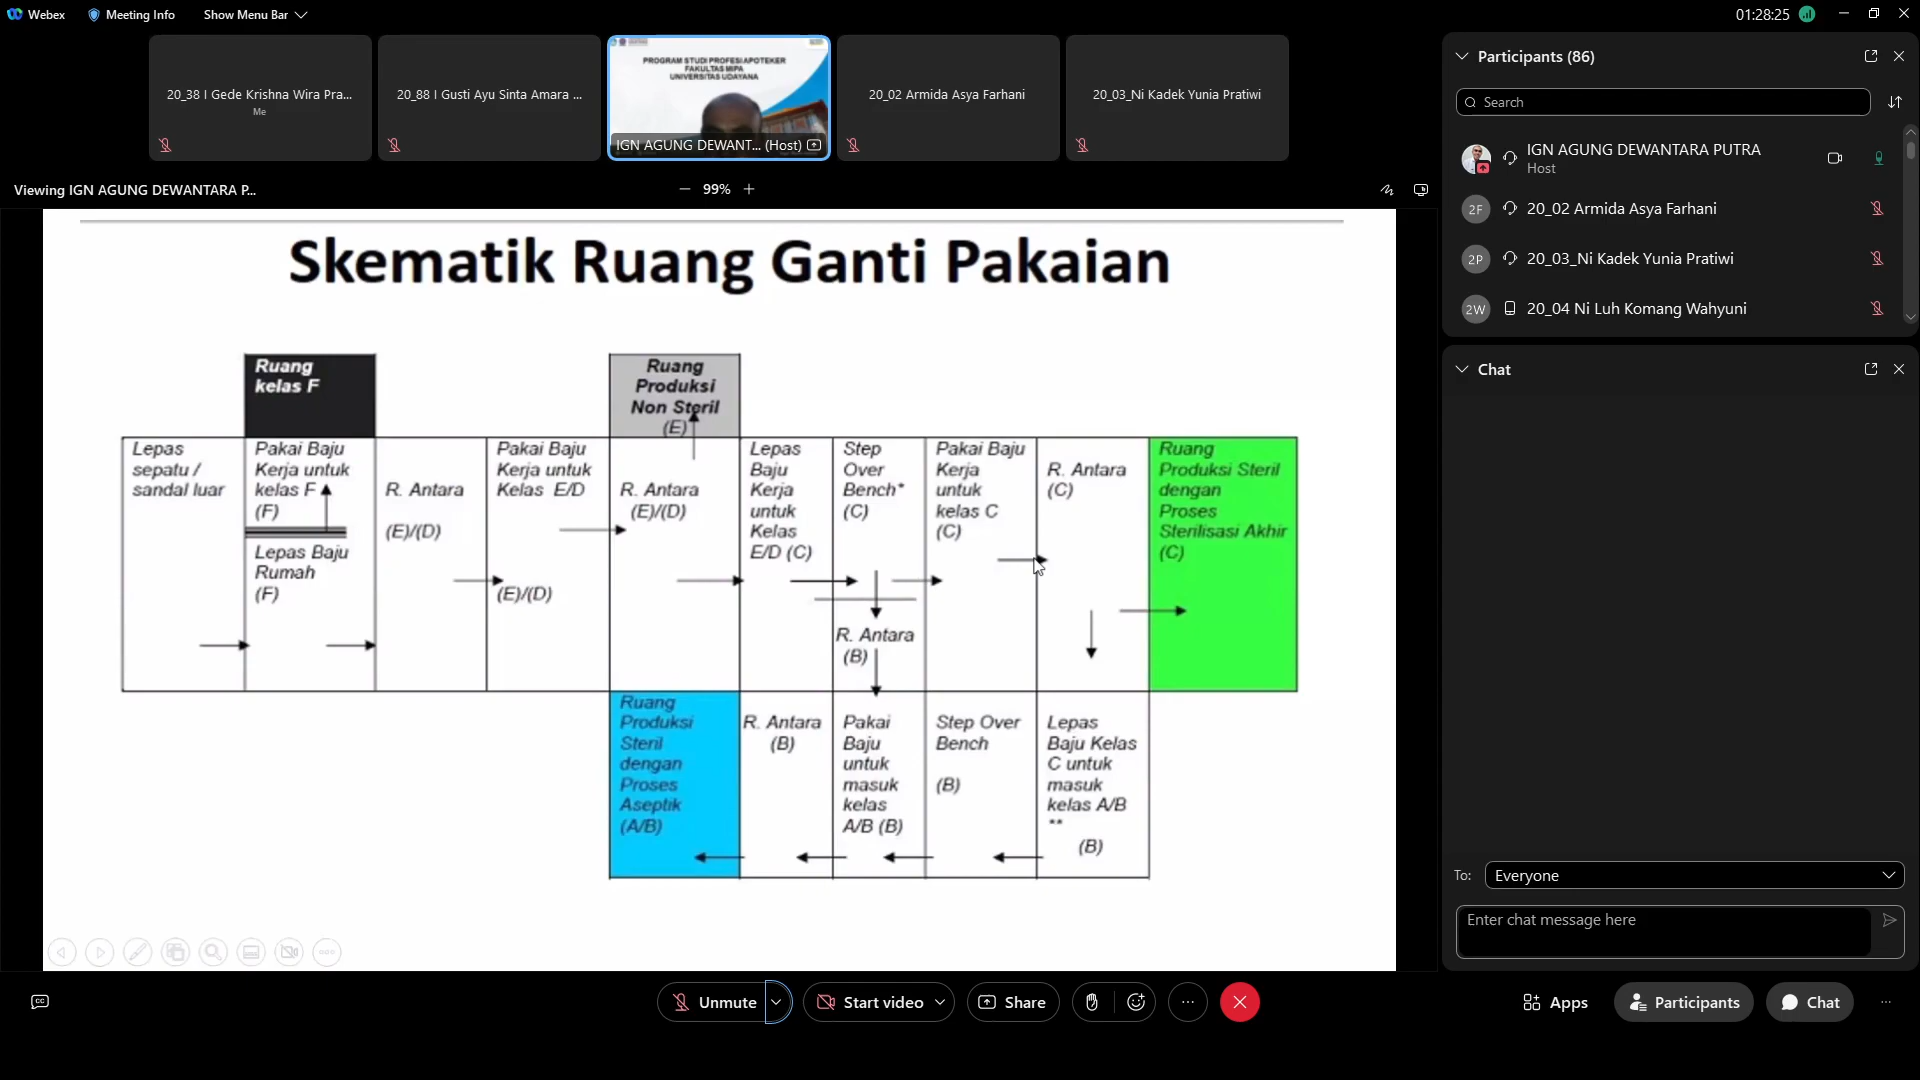 Webex
Meeting Info
Show Menu Bar
01:28:25
20_38 I Gede Krishna Wira Pra...
Me
20_88 I Gusti Ayu Sinta Amara ...
PROGRAM STUDI PROFESI APOTEKER
FAKULTAS MIPA
UNIVERSITAS UDAYANA
IGN AGUNG DEWANT... (Host)
20_02 Armida Asya Farhani
20_03_Ni Kadek Yunia Pratiwi
Viewing IGN AGUNG DEWANTARA P...
99%
Skematik Ruang Ganti Pakaian
Ruang
kelas F
Ruang
Produksi
Non Steril
(E)
Lepas
sepatu /
sandal luar
Pakai Baju
Kerja untuk
kelas F
(F)
Lepas Baju
Rumah
(F)
R. Antara
(E)/(D)
Pakai Baju
Kerja untuk
Kelas E/D
(E)/(D)
R. Antara
(E)/(D)
Lepas
Baju
Kerja
untuk
Kelas
E/D (C)
Step
Over
Bench*
(C)
R. Antara
(B)
Pakai Baju
Kerja
untuk
kelas C
(C)
R. Antara
(C)
Ruang
Produksi Steril
dengan
Proses
Sterilisasi Akhir
(C)
Ruang
Produksi
Steril
dengan
Proses
Aseptik
(A/B)
R. Antara
(B)
Pakai
Baju
untuk
masuk
kelas
A/B (B)
Step Over
Bench
(B)
Lepas
Baju Kelas
C untuk
masuk
kelas A/B
**
(B)
Participants (86)
Search
IGN AGUNG DEWANTARA PUTRA
Host
2F
20_02 Armida Asya Farhani
2P
20_03_Ni Kadek Yunia Pratiwi
2W
20_04 Ni Luh Komang Wahyuni
Chat
To:
Everyone
Enter chat message here
CC
Unmute
Start video
Share
Apps
Participants
Chat